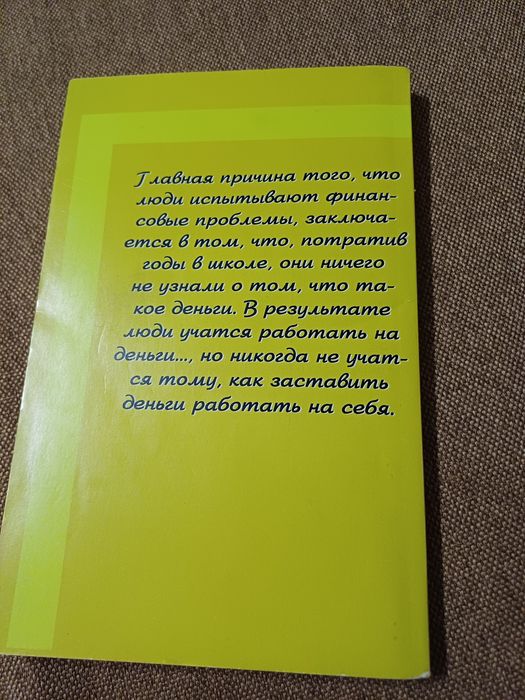 Главная причина того, что
люди испытывают финан-
совые проблемы, заключа-
ется в том, что, потратив
годы в школе, они ничего
не узнали о том, что та-
кое деньги. В результате
люди учатся работать на
деньги..., но никогда не учат-
ся тому, как заставить
деньги работать на себя.